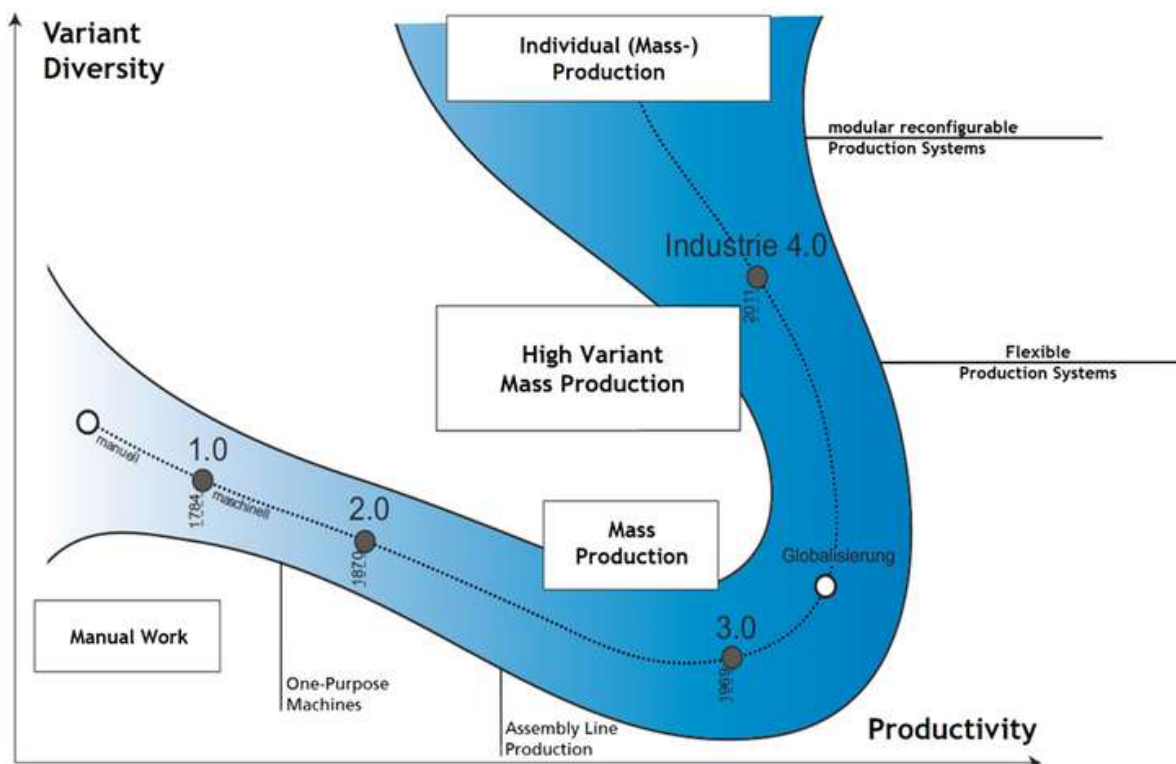 Variant
Diversity
Individual (Mass-)
Production
modular reconfigurable
Production Systems
Industrie 4.0
2011
High Variant
Mass Production
Flexible
Production Systems
manuell
1.0
1784
maschinell
2.0
1870
Mass
Production
Globalisierung
3.0
1969
Manual Work
One-Purpose
Machines
Assembly Line
Production
Productivity